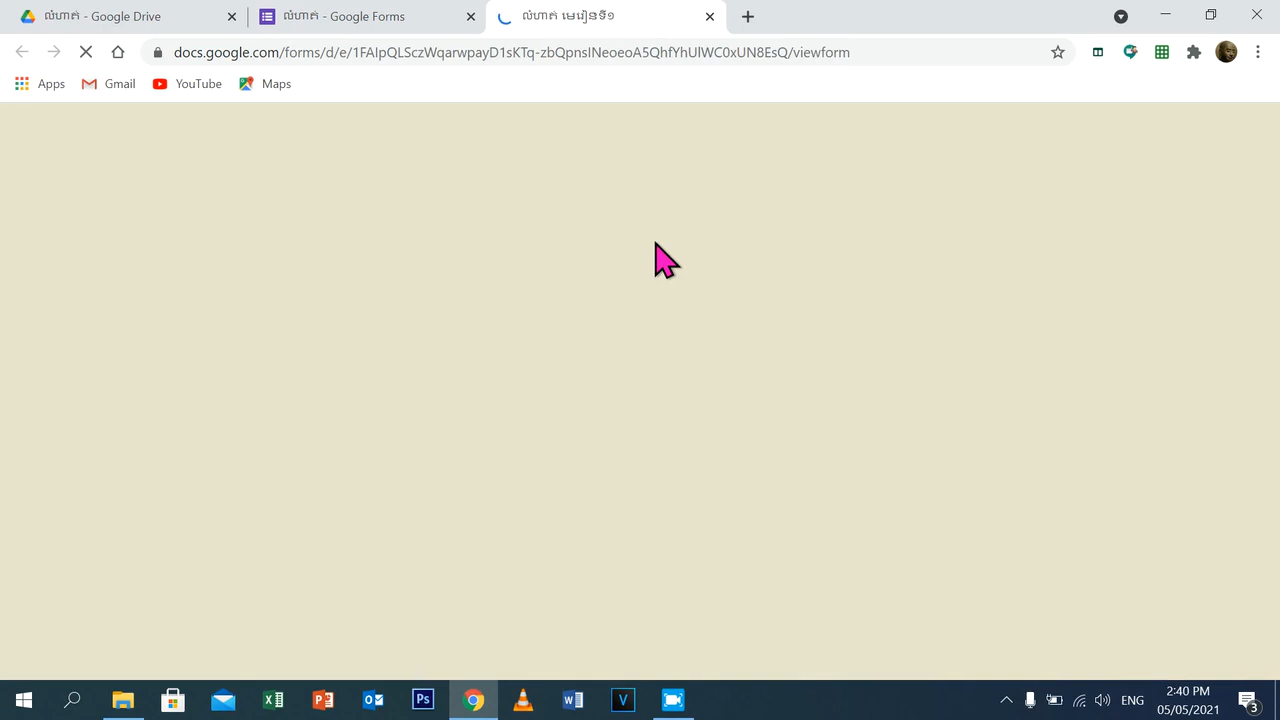 លំហាត់ - Google Drive
លំហាត់ - Google Forms
លំហាត់ មេរៀនទី១
docs.google.com/forms/d/e/1FAIpQLSczWqarwpayD1sKTq-zbQpnsINeoeoA5QhfYhUlWC0xUN8EsQ/viewform
Apps
Gmail
YouTube
Maps
Ps
V
ENG
2:40 PM
05/05/2021
3